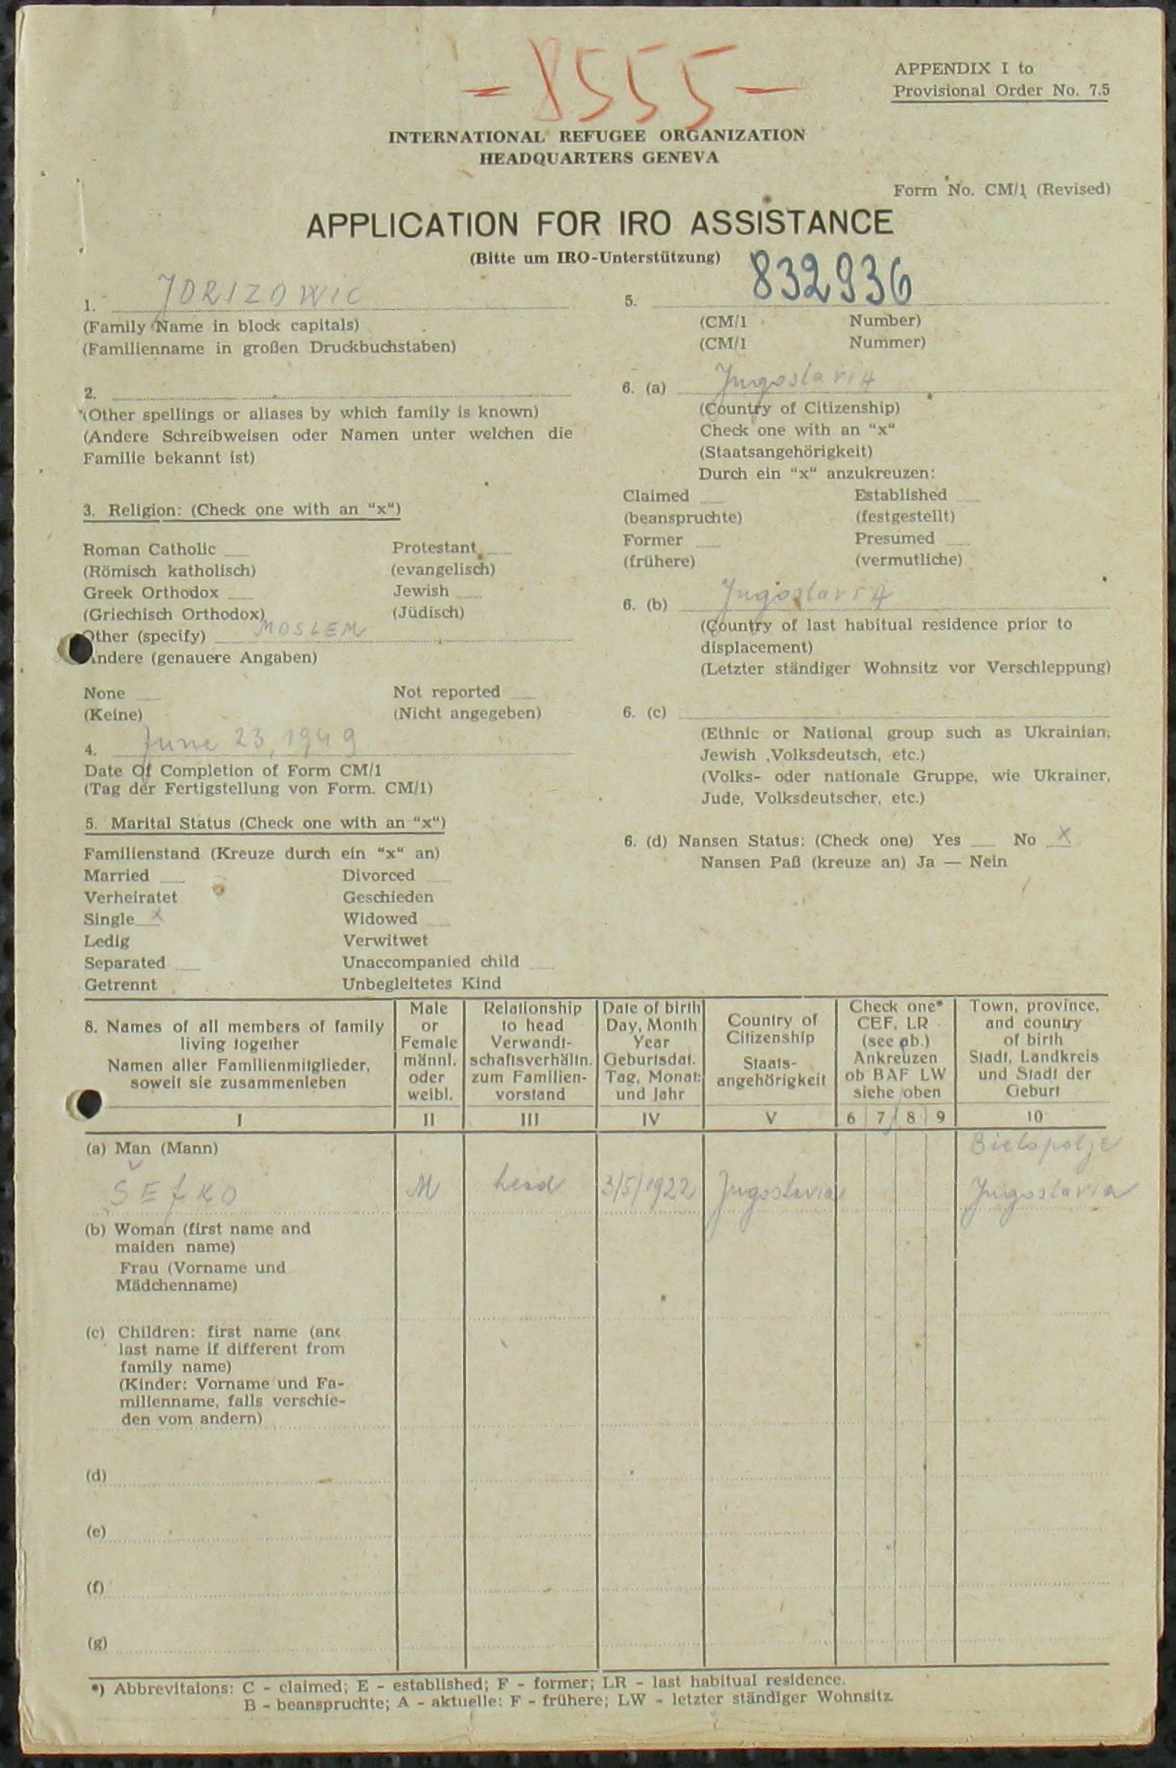 -8555-
APPENDIX I to
Provisional Order No. 7.5
INTERNATIONAL REFUGEE ORGANIZATION
HEADQUARTERS GENEVA
Form No. CM/1 (Revised)
APPLICATION FOR IRO ASSISTANCE
(Bitte um IRO-Unterstützung)
1. JORIZOWIC
(Family Name in block capitals)
(Familienname in großen Druckbuchstaben)
2.
(Other spellings or aliases by which family is known)
(Andere Schreibweisen oder Namen unter welchen die
Familie bekannt ist)
3. Religion: (Check one with an "x")
Roman Catholic Protestant
(Römisch katholisch) (evangelisch)
Greek Orthodox Jewish
(Griechisch Orthodox) (Jüdisch)
Other (specify) MOSLEM
Andere (genauere Angaben)
None Not reported
(Keine) (Nicht angegeben)
4. June 23, 1949
Date Of Completion of Form CM/1
(Tag der Fertigstellung von Form. CM/1)
5. Marital Status (Check one with an "x")
Familienstand (Kreuze durch ein "x" an)
Married Divorced
Verheiratet Geschieden
Single x Widowed
Ledig Verwitwet
Separated Unaccompanied child
Getrennt Unbegleitetes Kind
5. 832936
(CM/1 Number)
(CM/1 Nummer)
6. (a) Jugoslavia
(Country of Citizenship)
Check one with an "x"
(Staatsangehörigkeit)
Durch ein "x" anzukreuzen:
Claimed Established
(beanspruchte) (festgestellt)
Former Presumed
(frühere) (vermutliche)
6. (b) Jugoslavia
(Country of last habitual residence prior to
displacement)
(Letzter ständiger Wohnsitz vor Verschleppung)
6. (c)
(Ethnic or National group such as Ukrainian,
Jewish ,Volksdeutsch, etc.)
(Volks- oder nationale Gruppe, wie Ukrainer,
Jude, Volksdeutscher, etc.)
6. (d) Nansen Status: (Check one) Yes No X
Nansen Paß (kreuze an) Ja — Nein
8. Names of all members of family
living together
Namen aller Familienmitglieder,
soweit sie zusammenleben
Male
or
Female
männl.
oder
weibl.
Relationship
to head
Verwandt-
schaftsverhältn.
zum Familien-
vorstand
Date of birth
Day, Month
Year
Geburtsdat.
Tag, Monat
und Jahr
Country of
Citizenship
Staats-
angehörigkeit
Check one*
CEF, LR
(see ob.)
Ankreuzen
ob BAF LW
siehe oben
Town, province,
and country
of birth
Stadt, Landkreis
und Stadt der
Geburt
I II III IV V 6 7 8 9 10
(a) Man (Mann) Bielopolje
ŠEfKO M head 3/5/1922 Jugoslavia Jugoslavia
(b) Woman (first name and
maiden name)
Frau (Vorname und
Mädchenname)
(c) Children: first name (and
last name if different from
family name)
(Kinder: Vorname und Fa-
milienname, falls verschie-
den vom andern)
(d)
(e)
(f)
(g)
*) Abbrevitaions: C - claimed; E - established; F - former; LR - last habitual residence.
B - beanspruchte; A - aktuelle: F - frühere; LW - letzter ständiger Wohnsitz